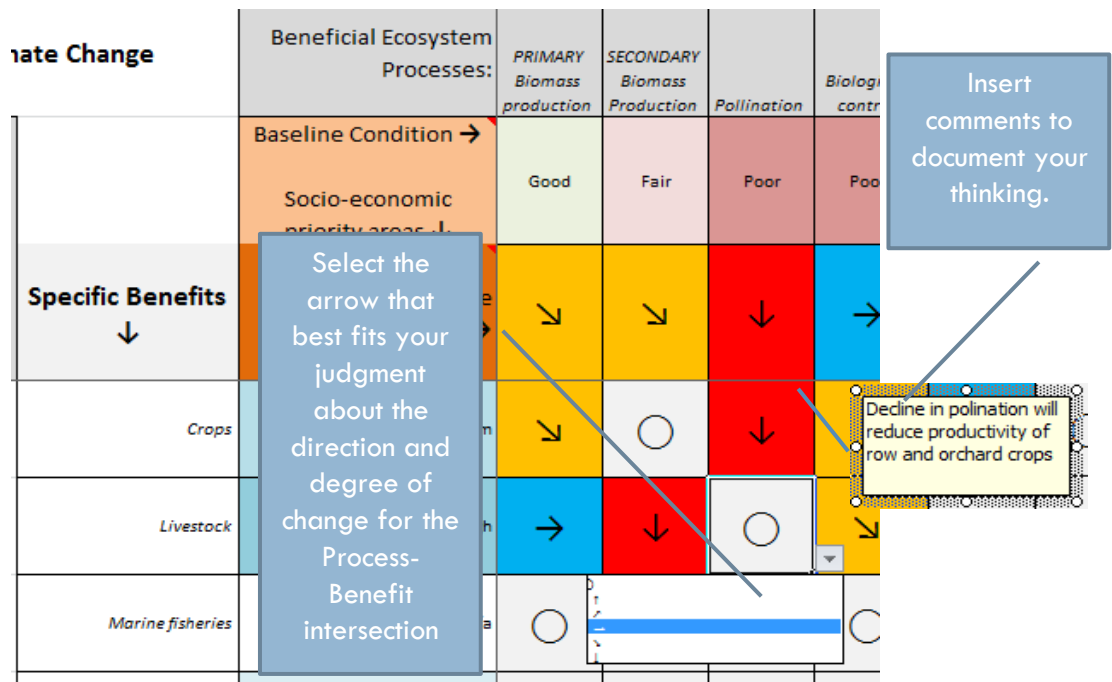 nate Change
Beneficial Ecosystem
Processes:
PRIMARY
Biomass
production
SECONDARY
Biomass
Production
Pollination
Biolog
contr
Insert
comments to
document your
thinking.
Baseline Condition →
Socio-economic
priority areas ↓
Good
Fair
Poor
Poo
Specific Benefits
↓
e
Select the
arrow that
best fits your
judgment
about the
direction and
degree of
change for the
Process-
Benefit
intersection
↘
↘
↓
→
Crops
m
↘
○
↓
Decline in polination will
reduce productivity of
row and orchard crops
Livestock
h
→
↓
○
↘
Marine fisheries
a
○
↑
↗
→
↘
↓
○